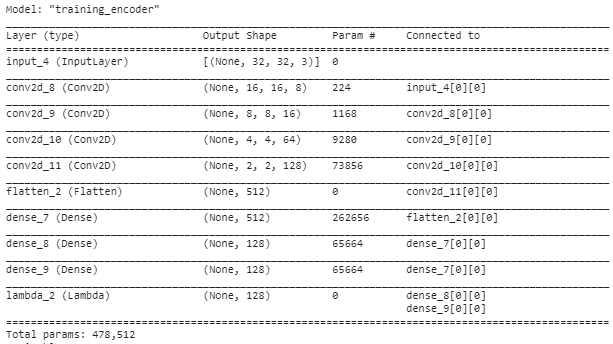 Model: "training_encoder"
Layer (type) Output Shape Param # Connected to
input_4 (InputLayer) [(None, 32, 32, 3)] 0
conv2d_8 (Conv2D) (None, 16, 16, 8) 224 input_4[0][0]
conv2d_9 (Conv2D) (None, 8, 8, 16) 1168 conv2d_8[0][0]
conv2d_10 (Conv2D) (None, 4, 4, 64) 9280 conv2d_9[0][0]
conv2d_11 (Conv2D) (None, 2, 2, 128) 73856 conv2d_10[0][0]
flatten_2 (Flatten) (None, 512) 0 conv2d_11[0][0]
dense_7 (Dense) (None, 512) 262656 flatten_2[0][0]
dense_8 (Dense) (None, 128) 65664 dense_7[0][0]
dense_9 (Dense) (None, 128) 65664 dense_7[0][0]
lambda_2 (Lambda) (None, 128) 0 dense_8[0][0]
dense_9[0][0]
Total params: 478,512